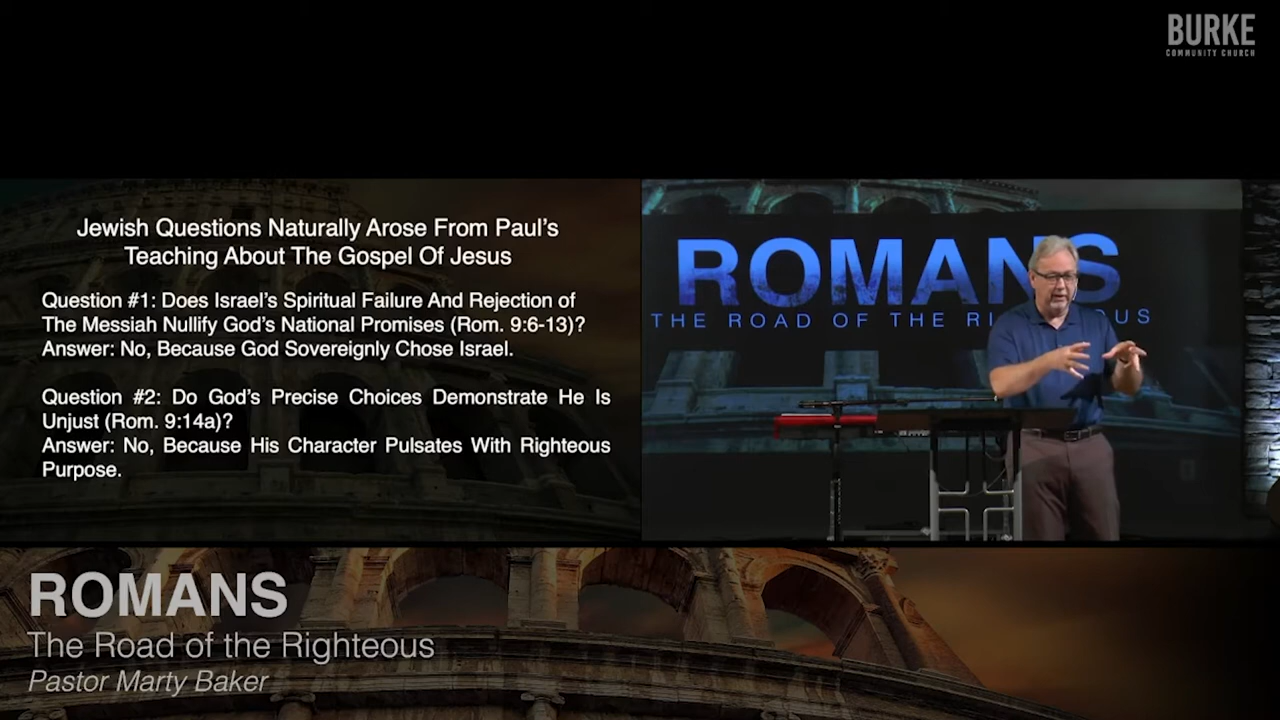 BURKE
COMMUNITY CHURCH
Jewish Questions Naturally Arose From Paul's
Teaching About The Gospel Of Jesus
Question #1: Does Israel's Spiritual Failure And Rejection of
The Messiah Nullify God's National Promises (Rom. 9:6-13)?
Answer: No, Because God Sovereignly Chose Israel.
Question #2: Do God's Precise Choices Demonstrate He Is
Unjust (Rom. 9:14a)?
Answer: No, Because His Character Pulsates With Righteous
Purpose.
ROMANS
THE ROAD OF THE
ROMANS
The Road of the Righteous
Pastor Marty Baker